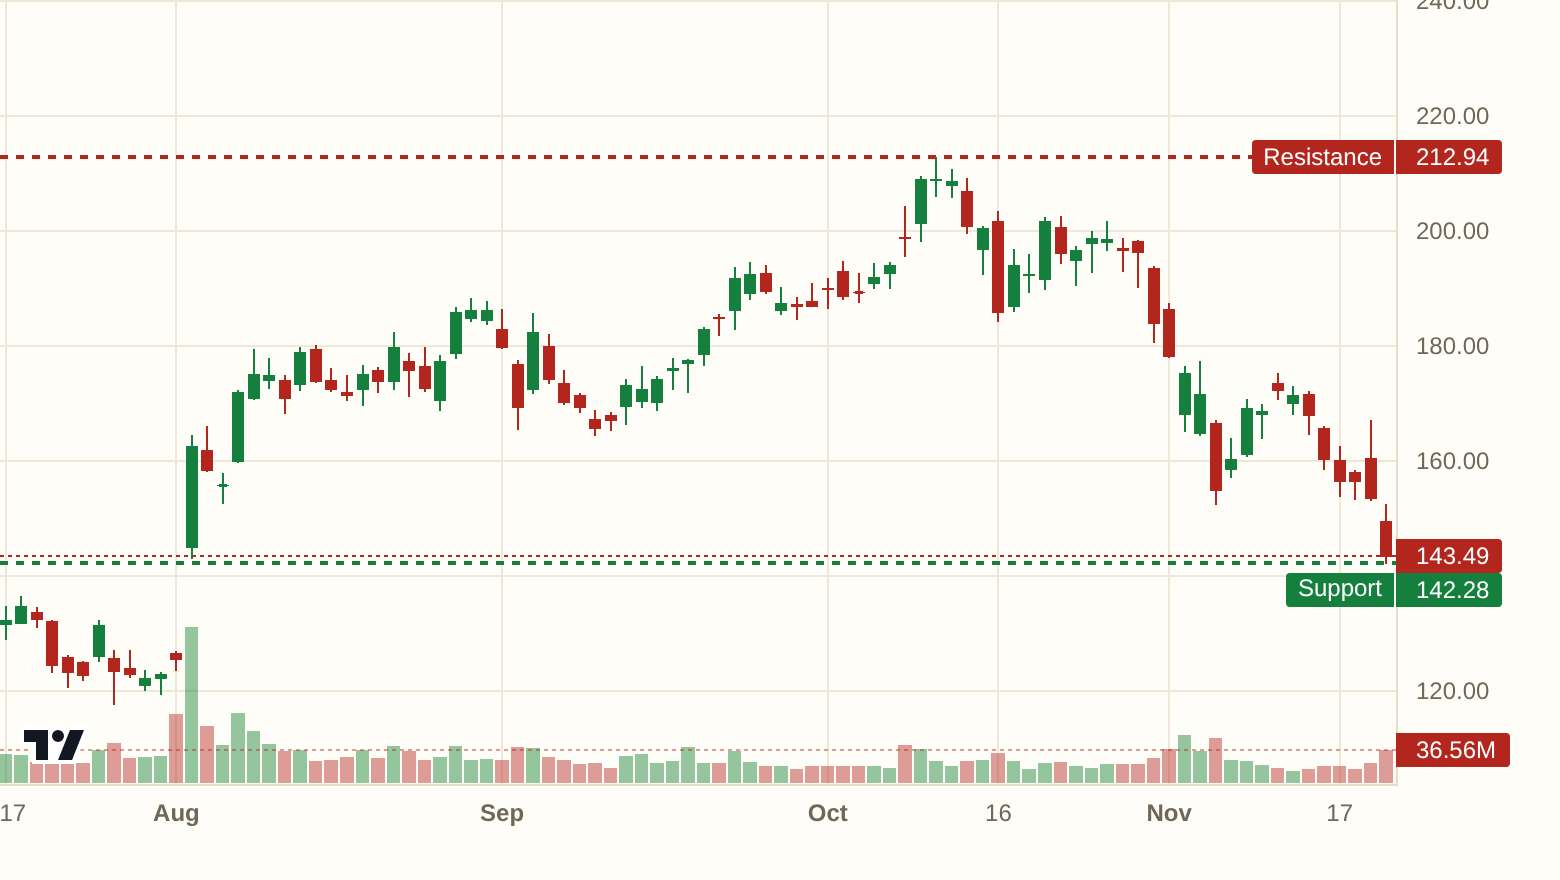 240.00
220.00
Resistance 212.94
200.00
180.00
160.00
143.49
Support 142.28
120.00
36.56M
17 Aug Sep Oct 16 Nov 17